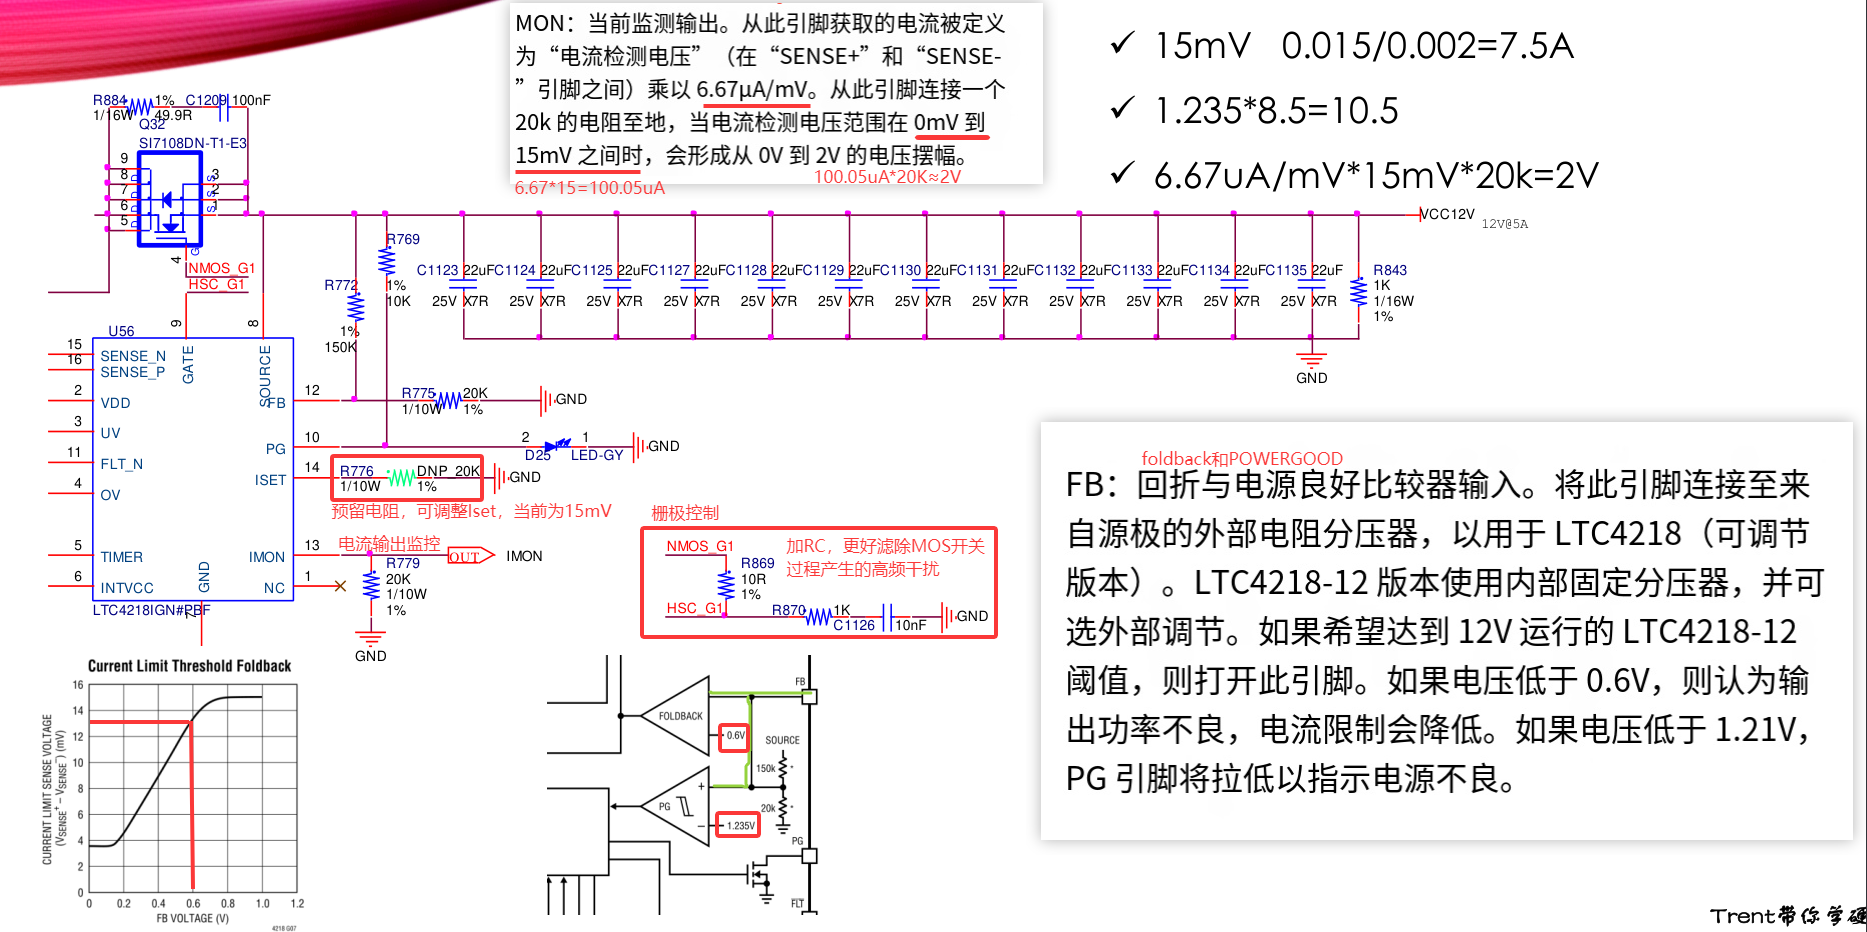 MON：当前监测输出。从此引脚获取的电流被定义
为“电流检测电压”（在“SENSE+”和“SENSE-
”引脚之间）乘以 6.67μA/mV。从此引脚连接一个
20k 的电阻至地，当电流检测电压范围在 0mV 到
15mV 之间时，会形成从 0V 到 2V 的电压摆幅。
6.67*15=100.05uA
100.05uA*20K≈2V
✓ 15mV 0.015/0.002=7.5A
✓ 1.235*8.5=10.5
✓ 6.67uA/mV*15mV*20k=2V
R884 1% C1209 100nF
1/16W 49.9R
Q32
SI7108DN-T1-E3
9
8 D 3 S
7 D 2 S
6 D 1 S
5 D
G
4
NMOS_G1
HSC_G1
VCC12V
12V@5A
R769
1%
10K
R772
1%
150K
C1123 22uF
25V X7R
C1124 22uF
25V X7R
C1125 22uF
25V X7R
C1127 22uF
25V X7R
C1128 22uF
25V X7R
C1129 22uF
25V X7R
C1130 22uF
25V X7R
C1131 22uF
25V X7R
C1132 22uF
25V X7R
C1133 22uF
25V X7R
C1134 22uF
25V X7R
C1135 22uF
25V X7R
R843
1K
1/16W
1%
GND
U56
9 8
GATE SOURCE
15 SENSE_N
16 SENSE_P
2 VDD
3 UV
11 FLT_N
4 OV
5 TIMER
6 INTVCC
FB 12
PG 10
ISET 14
IMON 13
NC 1
GND
7
LTC4218IGN#PBF
R775 20K
1/10W 1%
GND
2 1
D25 LED-GY
GND
R776 DNP_20K
1/10W 1%
GND
预留电阻，可调整Iset，当前为15mV
电流输出监控
OUT IMON
R779
20K
1/10W
1%
GND
栅极控制
NMOS_G1
加RC，更好滤除MOS开关
过程产生的高频干扰
R869
10R
1%
HSC_G1
R870 1K
C1126 10nF
GND
foldback和POWERGOOD
FB：回折与电源良好比较器输入。将此引脚连接至来
自源极的外部电阻分压器，以用于 LTC4218（可调节
版本）。LTC4218-12 版本使用内部固定分压器，并可
选外部调节。如果希望达到 12V 运行的 LTC4218-12
阈值，则打开此引脚。如果电压低于 0.6V，则认为输
出功率不良，电流限制会降低。如果电压低于 1.21V，
PG 引脚将拉低以指示电源不良。
Current Limit Threshold Foldback
CURRENT LIMIT SENSE VOLTAGE
(VSENSE+ – VSENSE–) (mV)
16
14
12
10
8
6
4
2
0
0 0.2 0.4 0.6 0.8 1.0 1.2
FB VOLTAGE (V)
4218 G07
FB
FOLDBACK
0.6V
SOURCE
150k
PG
+
–
20k
1.235V
PG
FLT
Trent带你学硬